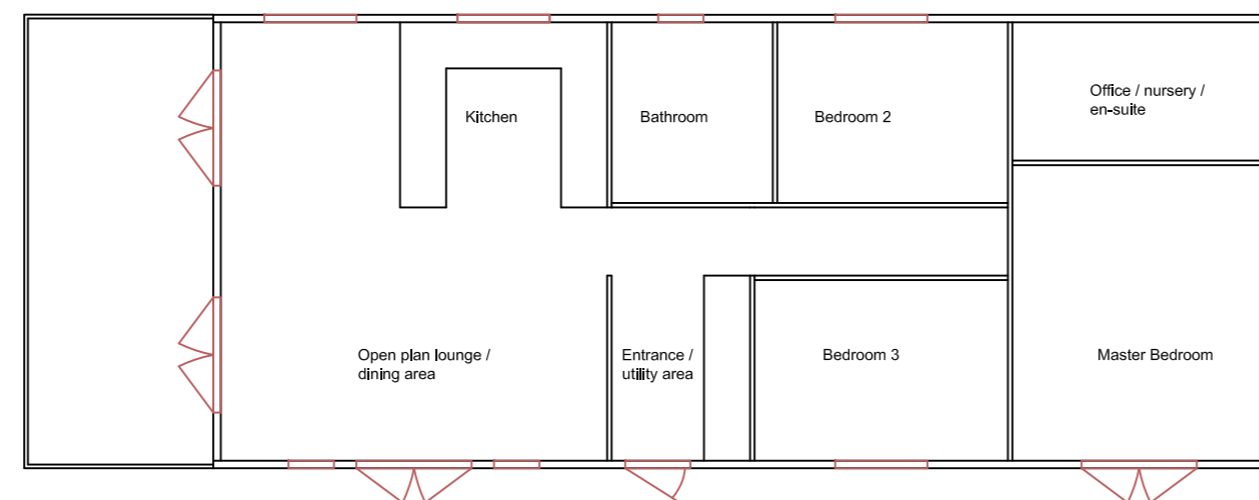 Kitchen
Bathroom
Bedroom 2
Office / nursery /
en-suite
Open plan lounge /
dining area
Entrance /
utility area
Bedroom 3
Master Bedroom